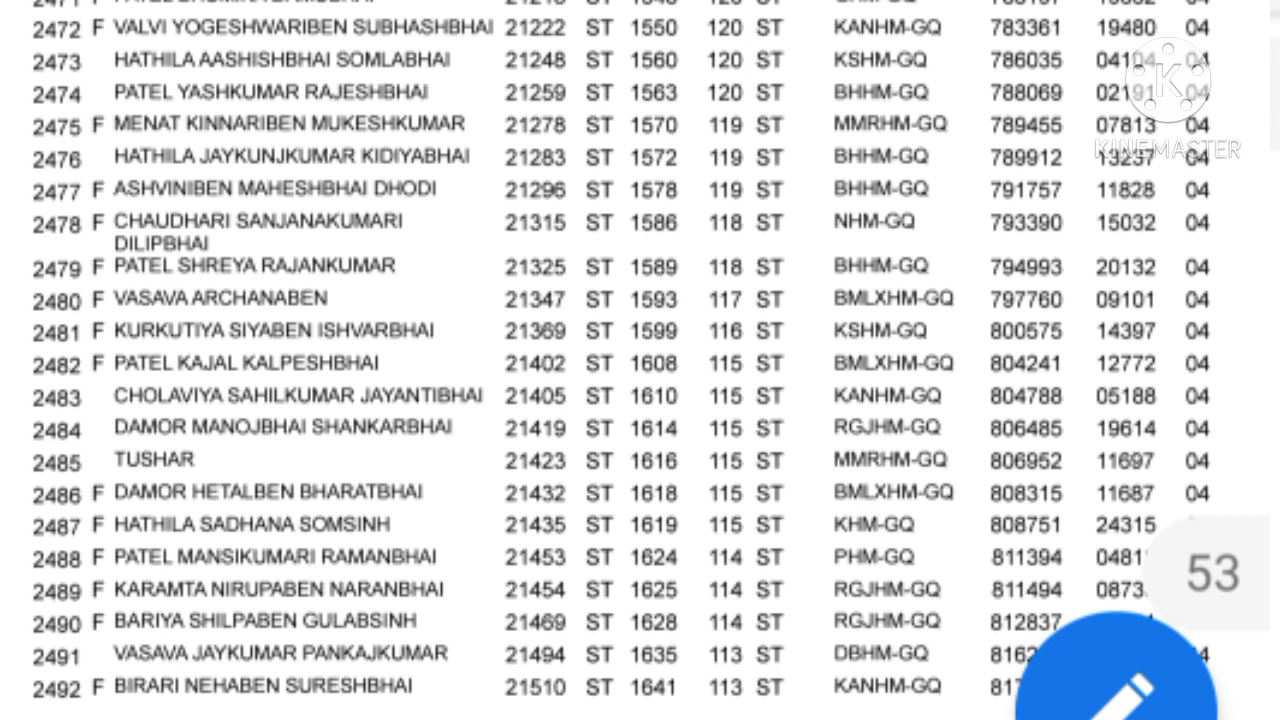 2472 F VALVI YOGESHWARIBEN SUBHASHBHAI 21222 ST 1550 120 ST KANHM-GQ 783361 19480 04
2473 HATHILA AASHISHBHAI SOMLABHAI 21248 ST 1560 120 ST KSHM-GQ 786035 04104 04
2474 PATEL YASHKUMAR RAJESHBHAI 21259 ST 1563 120 ST BHHM-GQ 788069 02191 04
2475 F MENAT KINNARIBEN MUKESHKUMAR 21278 ST 1570 119 ST MMRHM-GQ 789455 07813 04
KINEMASTER
2476 HATHILA JAYKUNJKUMAR KIDIYABHAI 21283 ST 1572 119 ST BHHM-GQ 789912 13237 04
2477 F ASHVINIBEN MAHESHBHAI DHODI 21296 ST 1578 119 ST BHHM-GQ 791757 11828 04
2478 F CHAUDHARI SANJANAKUMARI 21315 ST 1586 118 ST NHM-GQ 793390 15032 04
DILIPBHAI
2479 F PATEL SHREYA RAJANKUMAR 21325 ST 1589 118 ST BHHM-GQ 794993 20132 04
2480 F VASAVA ARCHANABEN 21347 ST 1593 117 ST BMLXHM-GQ 797760 09101 04
2481 F KURKUTIYA SIYABEN ISHVARBHAI 21369 ST 1599 116 ST KSHM-GQ 800575 14397 04
2482 F PATEL KAJAL KALPESHBHAI 21402 ST 1608 115 ST BMLXHM-GQ 804241 12772 04
2483 CHOLAVIYA SAHILKUMAR JAYANTIBHAI 21405 ST 1610 115 ST KANHM-GQ 804788 05188 04
2484 DAMOR MANOJBHAI SHANKARBHAI 21419 ST 1614 115 ST RGJHM-GQ 806485 19614 04
2485 TUSHAR 21423 ST 1616 115 ST MMRHM-GQ 806952 11697 04
2486 F DAMOR HETALBEN BHARATBHAI 21432 ST 1618 115 ST BMLXHM-GQ 808315 11687 04
2487 F HATHILA SADHANA SOMSINH 21435 ST 1619 115 ST KHM-GQ 808751 24315
2488 F PATEL MANSIKUMARI RAMANBHAI 21453 ST 1624 114 ST PHM-GQ 811394
53
2489 F KARAMTA NIRUPABEN NARANBHAI 21454 ST 1625 114 ST RGJHM-GQ 811494
2490 F BARIYA SHILPABEN GULABSINH 21469 ST 1628 114 ST RGJHM-GQ 812837
2491 VASAVA JAYKUMAR PANKAJKUMAR 21494 ST 1635 113 ST DBHM-GQ
2492 F BIRARI NEHABEN SURESHBHAI 21510 ST 1641 113 ST KANHM-GQ